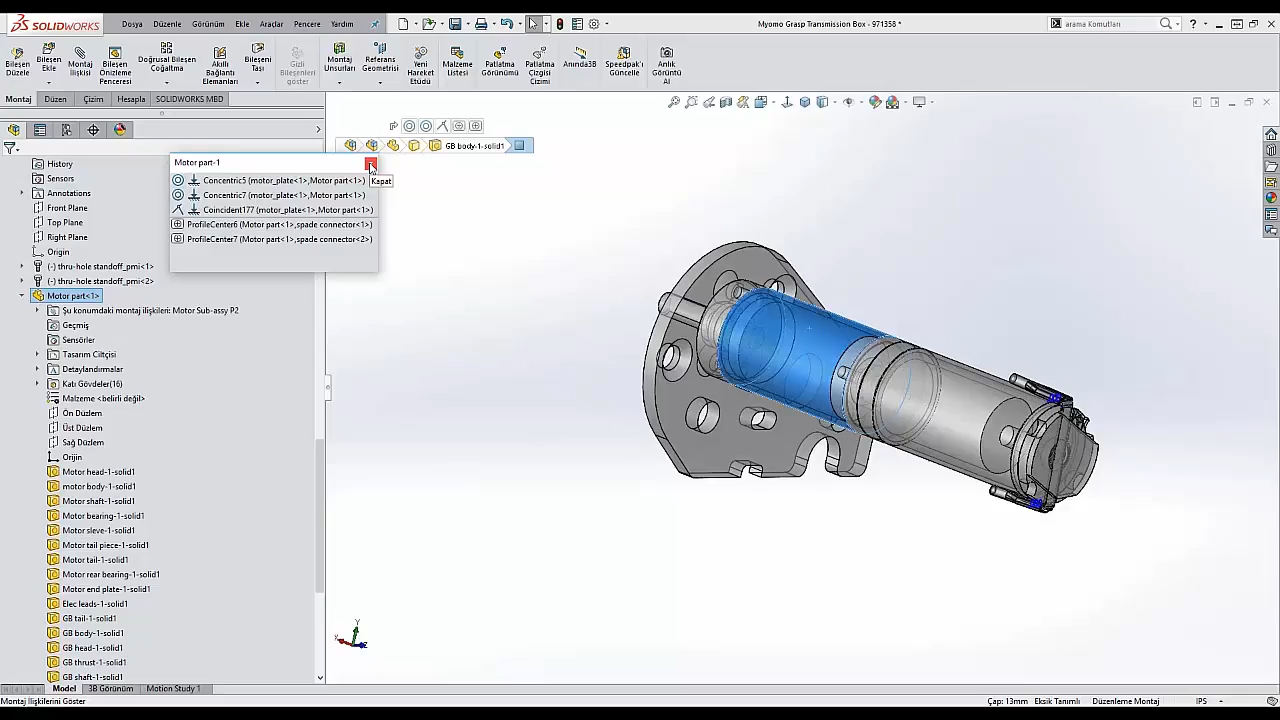 SOLIDWORKS
Dosya Düzenle Görünüm Ekle Araçlar Pencere Yardım
Myomo Grasp Transmission Box - 971358 *
arama Komutları
Bileşen Düzele
Bileşen Ekle
Montaj İlişkisi
Bileşen Önizleme Penceresi
Doğrusal Bileşen Çoğaltma
Akıllı Bağlantı Elemanları
Bileşeni Taşı
Gizli Bileşenleri göster
Montaj Unsurları
Referans Geometrisi
Yeni Hareket Etüdü
Malzeme Listesi
Patlatma Görünümü
Patlatma Çizgisi Çizimi
Anında3B
Speedpak'ı Güncelle
Anlık Görüntü Al
Montaj Düzen Çizim Hesapla SOLIDWORKS MBD
GB body-1-solid1
Motor part-1
Kapat
Concentric5 (motor_plate<1>,Motor part<1>)
Concentric7 (motor_plate<1>,Motor part<1>)
Coincident177 (motor_plate<1>,Motor part<1>)
ProfileCenter6 (Motor part<1>,spade connector<1>)
ProfileCenter7 (Motor part<1>,spade connector<2>)
History
Sensors
Annotations
Front Plane
Top Plane
Right Plane
Origin
(-) thru-hole standoff_pmi<1>
(-) thru-hole standoff_pmi<2>
Motor part<1>
Şu konumdaki montaj ilişkileri: Motor Sub-assy P2
Geçmiş
Sensörler
Tasarım Ciltçisi
Detaylandırmalar
Katı Gövdeler(16)
Malzeme <belirli değil>
Ön Düzlem
Üst Düzlem
Sağ Düzlem
Orijin
Motor head-1-solid1
motor body-1-solid1
Motor shaft-1-solid1
Motor bearing-1-solid1
Motor sleve-1-solid1
Motor tail piece-1-solid1
Motor tail-1-solid1
Motor rear bearing-1-solid1
Motor end plate-1-solid1
Elec leads-1-solid1
GB tail-1-solid1
GB body-1-solid1
GB head-1-solid1
GB thrust-1-solid1
GB shaft-1-solid1
Y
X
Z
Model 3B Görünüm Motion Study 1
Montaj İlişkilerini Göster
Çap: 13mm Eksik Tanımlı Düzenleme Montaj IPS